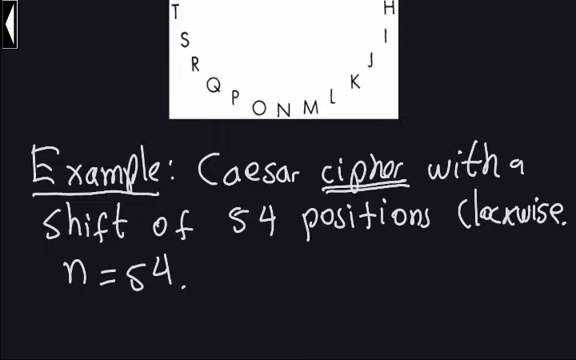 T H
S I
R J
Q K
P L
O N M
Example: Caesar cipher with a
shift of 54 positions clockwise.
n = 54.